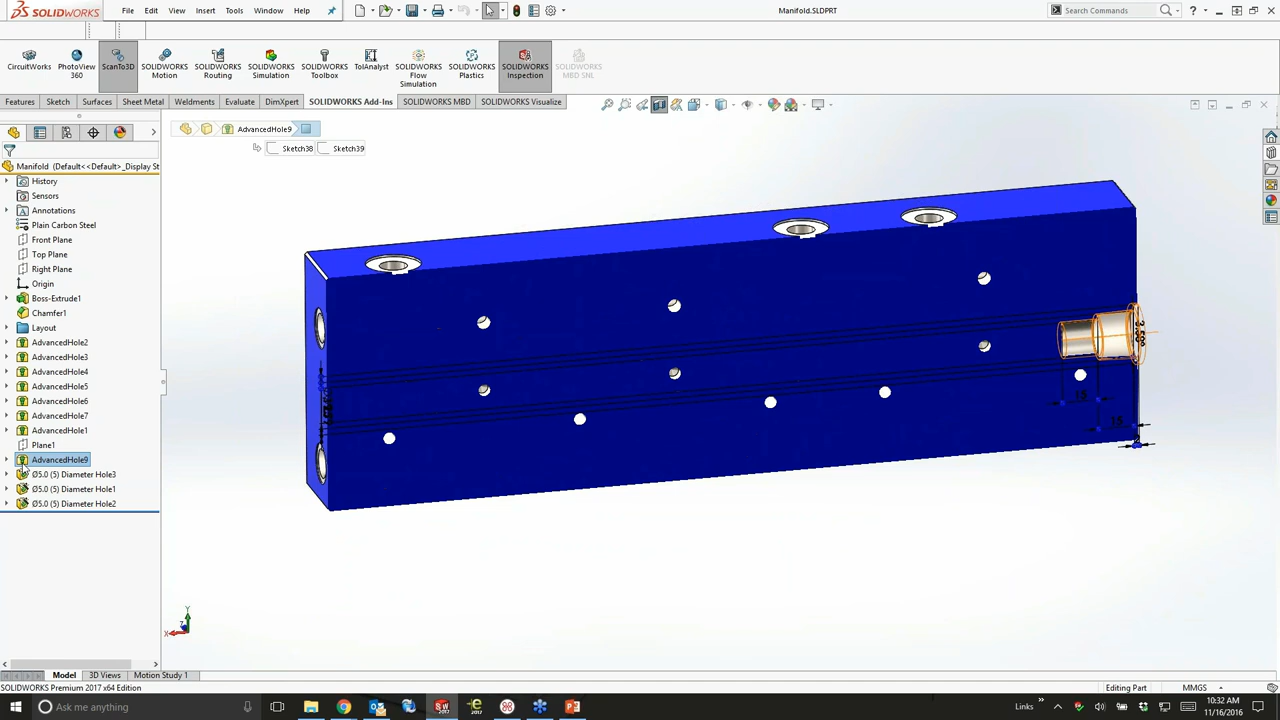 SOLIDWORKS
File Edit View Insert Tools Window Help
Manifold.SLDPRT
Search Commands
CircuitWorks
PhotoView 360
ScanTo3D
SOLIDWORKS Motion
SOLIDWORKS Routing
SOLIDWORKS Simulation
SOLIDWORKS Toolbox
TolAnalyst
SOLIDWORKS Flow Simulation
SOLIDWORKS Plastics
SOLIDWORKS Inspection
SOLIDWORKS MBD SNL
Features Sketch Surfaces Sheet Metal Weldments Evaluate DimXpert SOLIDWORKS Add-Ins SOLIDWORKS MBD SOLIDWORKS Visualize
AdvancedHole9
Sketch38 Sketch39
Manifold (Default<<Default>_Display St
History
Sensors
Annotations
Plain Carbon Steel
Front Plane
Top Plane
Right Plane
Origin
Boss-Extrude1
Chamfer1
Layout
AdvancedHole2
AdvancedHole3
AdvancedHole4
AdvancedHole5
AdvancedHole6
AdvancedHole7
AdvancedHole1
Plane1
AdvancedHole9
Ø5.0 (5) Diameter Hole3
Ø5.0 (5) Diameter Hole1
Ø5.0 (5) Diameter Hole2
15
15
Y
X
Z
Model 3D Views Motion Study 1
SOLIDWORKS Premium 2017 x64 Edition
Editing Part
MMGS
Ask me anything
Links
10:32 AM
11/16/2016